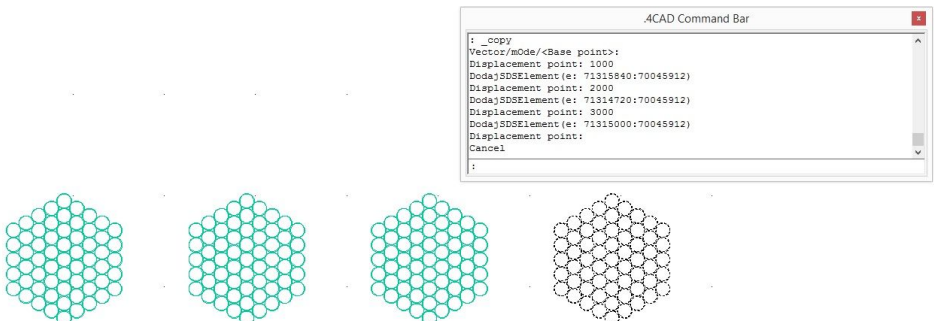 .4CAD Command Bar
x
: _copy
Vector/mOde/<Base point>:
Displacement point: 1000
DodajSDSElement(e: 71315840:70045912)
Displacement point: 2000
DodajSDSElement(e: 71314720:70045912)
Displacement point: 3000
DodajSDSElement(e: 71315000:70045912)
Displacement point:
Cancel
: